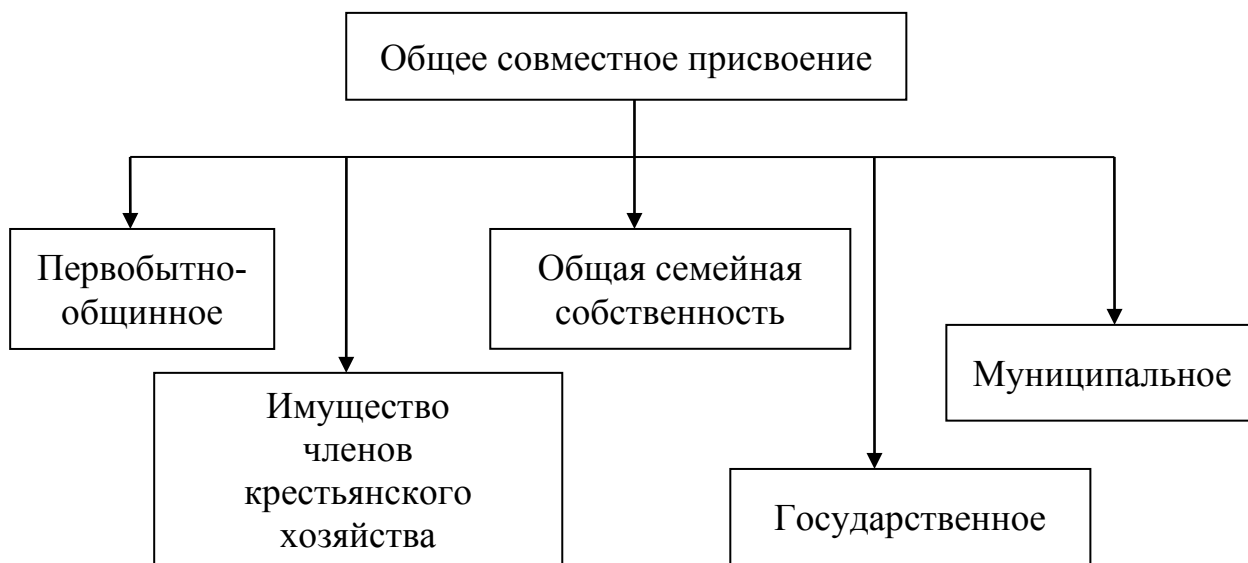 Общее совместное присвоение
Первобытно-
общинное
Имущество
членов
крестьянского
хозяйства
Общая семейная
собственность
Государственное
Муниципальное